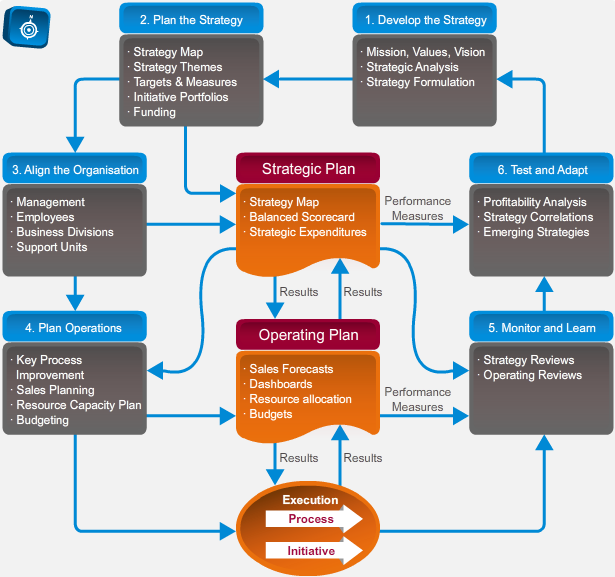 N
2. Plan the Strategy
· Strategy Map
· Strategy Themes
· Targets & Measures
· Initiative Portfolios
· Funding
1. Develop the Strategy
· Mission, Values, Vision
· Strategic Analysis
· Strategy Formulation
3. Align the Organisation
· Management
· Employees
· Business Divisions
· Support Units
Strategic Plan
· Strategy Map
· Balanced Scorecard
· Strategic Expenditures
Performance
Measures
6. Test and Adapt
· Profitability Analysis
· Strategy Correlations
· Emerging Strategies
Results
Results
4. Plan Operations
· Key Process
Improvement
· Sales Planning
· Resource Capacity Plan
· Budgeting
Operating Plan
· Sales Forecasts
· Dashboards
· Resource allocation
· Budgets
Performance
Measures
5. Monitor and Learn
· Strategy Reviews
· Operating Reviews
Results
Results
Execution
Process
Initiative